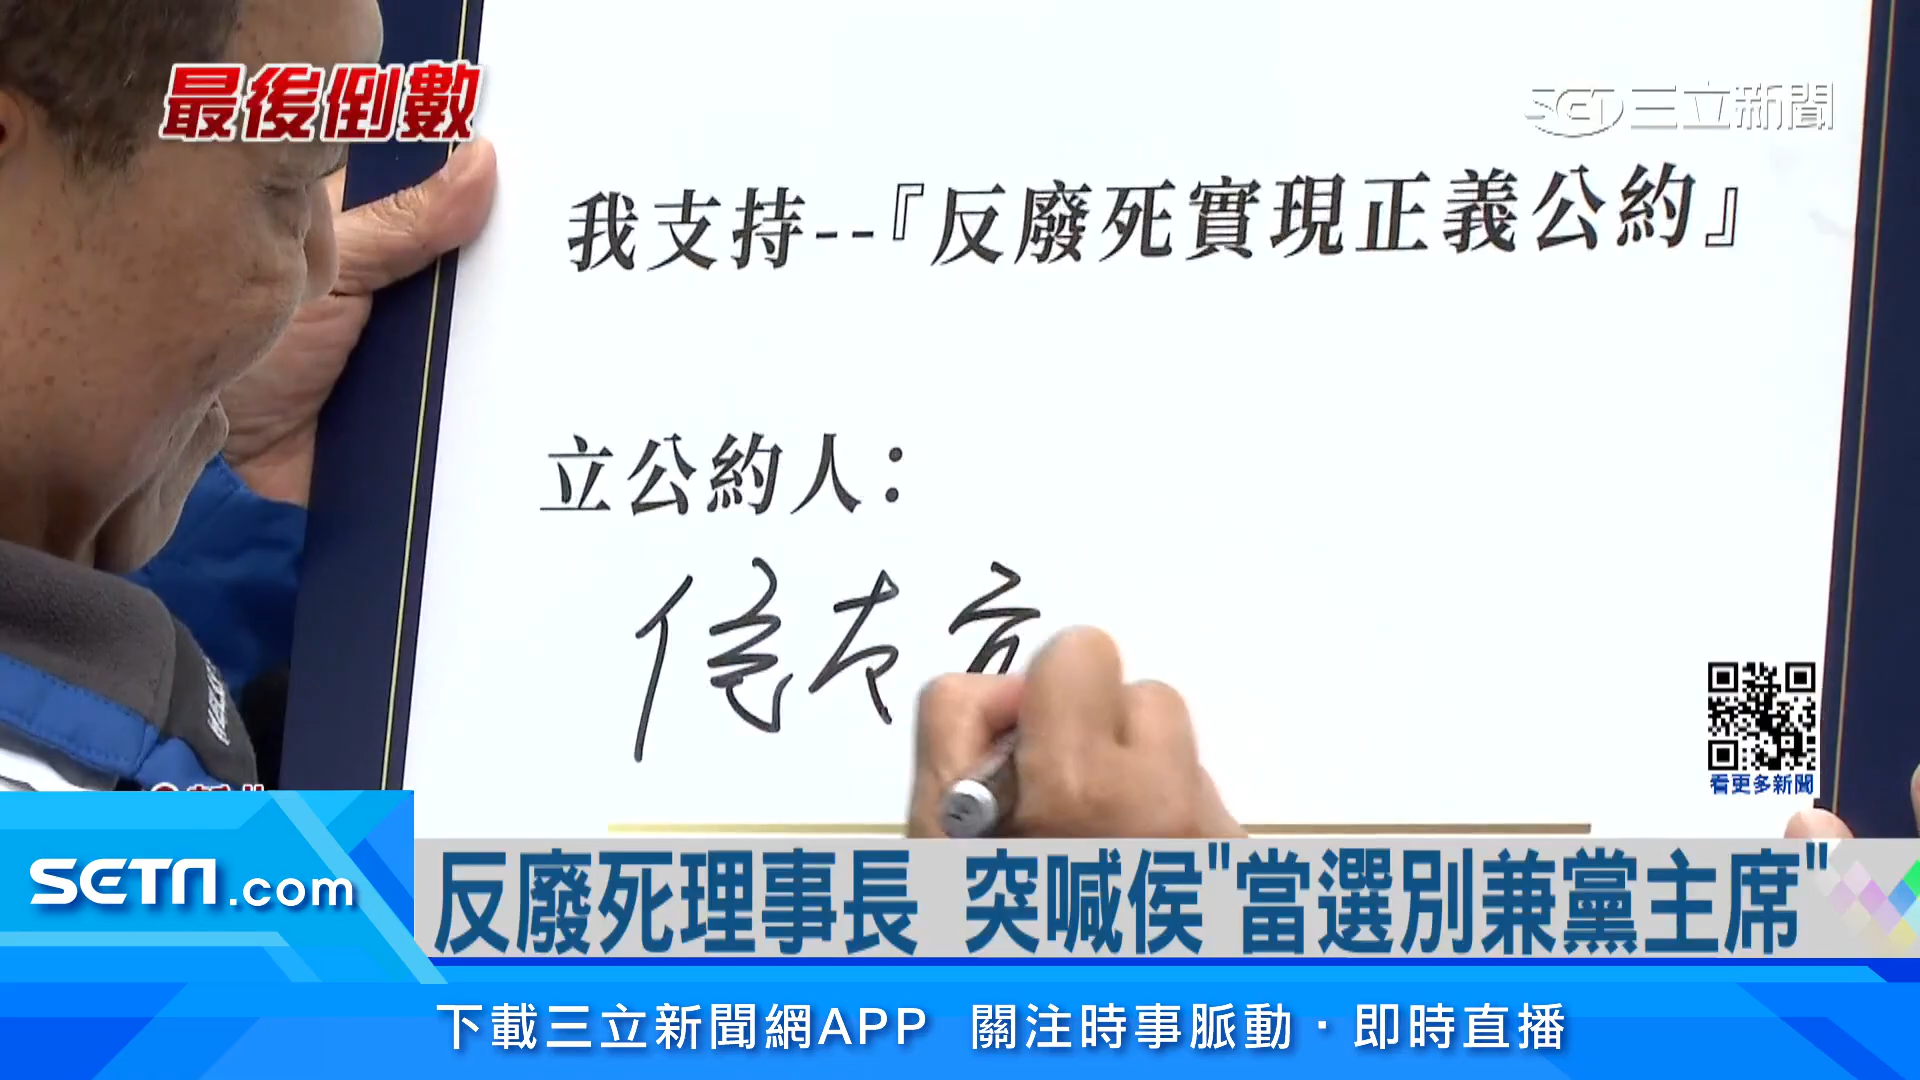 最後倒數
SET三立新聞
我支持--『反廢死實現正義公約』
立公約人：
侯友宜
看更多新聞
SETN.com
反廢死理事長 突喊侯"當選別兼黨主席"
下載三立新聞網APP 關注時事脈動·即時直播